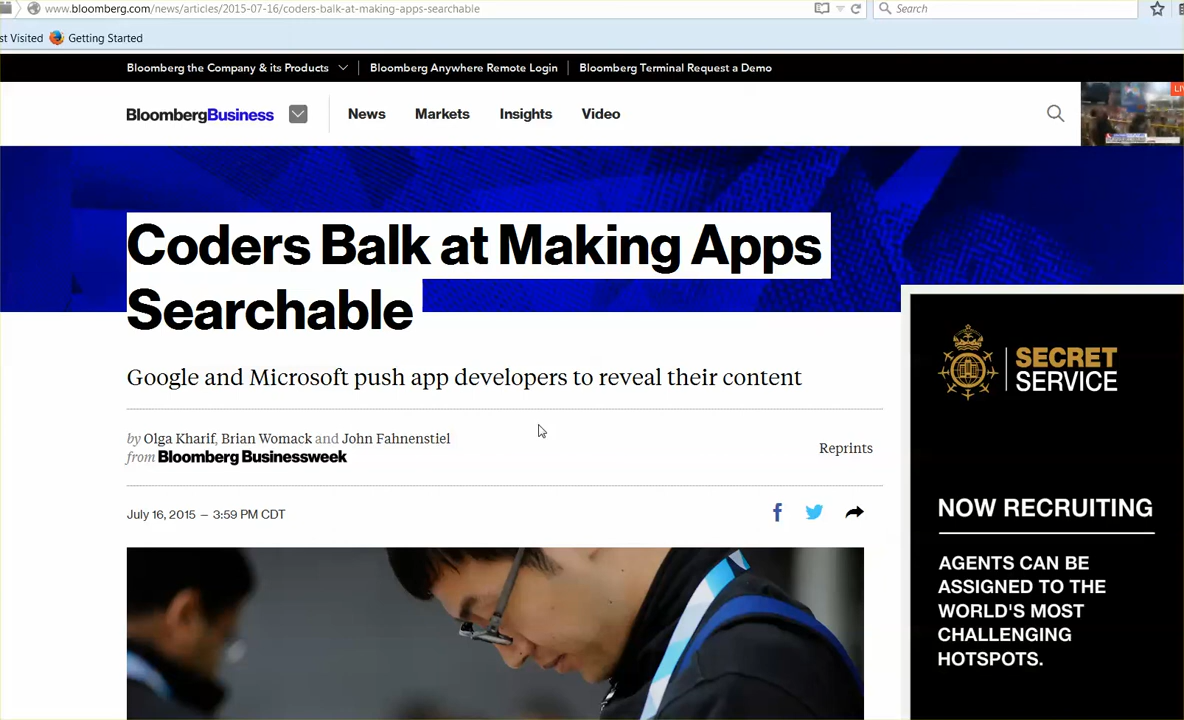 www.bloomberg.com/news/articles/2015-07-16/coders-balk-at-making-apps-searchable
Search
st Visited Getting Started
Bloomberg the Company & its Products Bloomberg Anywhere Remote Login Bloomberg Terminal Request a Demo
BloombergBusiness News Markets Insights Video
Coders Balk at Making Apps
Searchable
Google and Microsoft push app developers to reveal their content
by Olga Kharif, Brian Womack and John Fahnenstiel
from Bloomberg Businessweek
Reprints
July 16, 2015 — 3:59 PM CDT
SECRET
SERVICE
NOW RECRUITING
AGENTS CAN BE
ASSIGNED TO THE
WORLD'S MOST
CHALLENGING
HOTSPOTS.